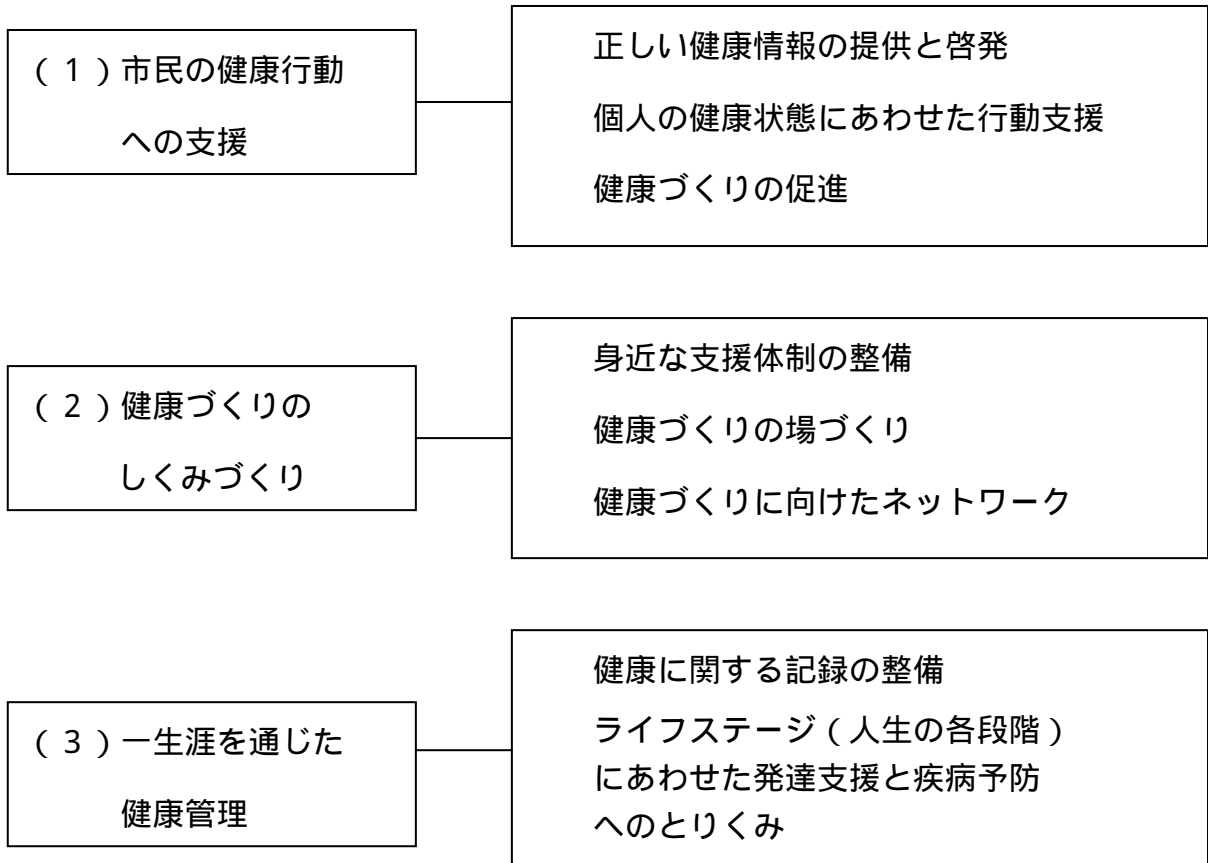 （１）市民の健康行動
への支援
正しい健康情報の提供と啓発
個人の健康状態にあわせた行動支援
健康づくりの促進
（２）健康づくりの
しくみづくり
身近な支援体制の整備
健康づくりの場づくり
健康づくりに向けたネットワーク
（３）一生涯を通じた
健康管理
健康に関する記録の整備
ライフステージ（人生の各段階）
にあわせた発達支援と疾病予防
へのとりくみ